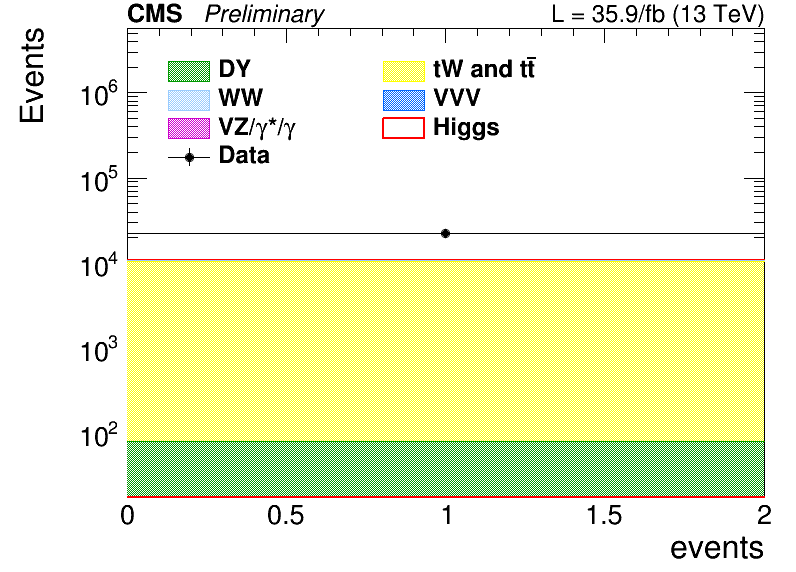 CMS Preliminary L = 35.9/fb (13 TeV)
Events
DY tW and tt̄
WW VVV
VZ/γ*/γ Higgs
Data
10⁶
10⁵
10⁴
10³
10²
0 0.5 1 1.5 2
events